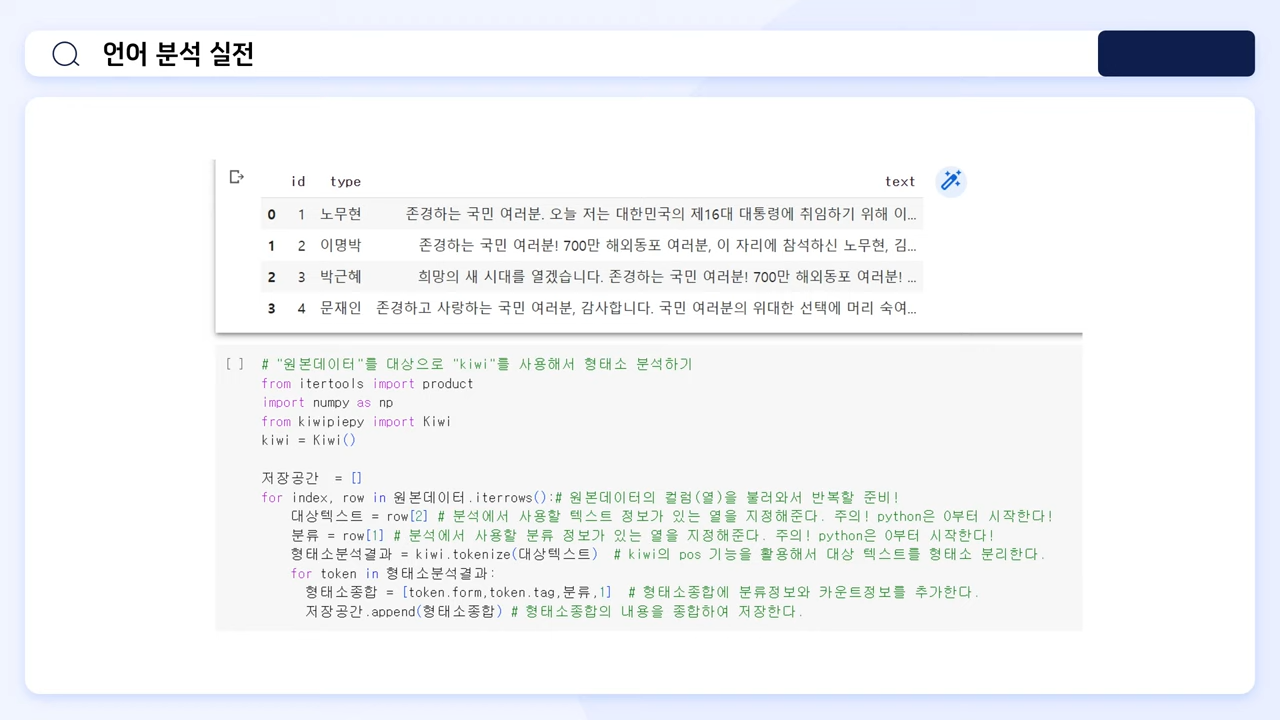 언어 분석 실전
id type text
0 1 노무현 존경하는 국민 여러분. 오늘 저는 대한민국의 제16대 대통령에 취임하기 위해 이...
1 2 이명박 존경하는 국민 여러분! 700만 해외동포 여러분, 이 자리에 참석하신 노무현, 김...
2 3 박근혜 희망의 새 시대를 열겠습니다. 존경하는 국민 여러분! 700만 해외동포 여러분! ...
3 4 문재인 존경하고 사랑하는 국민 여러분, 감사합니다. 국민 여러분의 위대한 선택에 머리 숙여...
[ ] # "원본데이터"를 대상으로 "kiwi"를 사용해서 형태소 분석하기
from itertools import product
import numpy as np
from kiwipiepy import Kiwi
kiwi = Kiwi()
저장공간 = []
for index, row in 원본데이터.iterrows():# 원본데이터의 컬럼(열)을 불러와서 반복할 준비!
대상텍스트 = row[2] # 분석에서 사용할 텍스트 정보가 있는 열을 지정해준다. 주의! python은 0부터 시작한다!
분류 = row[1] # 분석에서 사용할 분류 정보가 있는 열을 지정해준다. 주의! python은 0부터 시작한다!
형태소분석결과 = kiwi.tokenize(대상텍스트) # kiwi의 pos 기능을 활용해서 대상 텍스트를 형태소 분리한다.
for token in 형태소분석결과:
형태소종합 = [token.form,token.tag,분류,1] # 형태소종합에 분류정보와 카운트정보를 추가한다.
저장공간.append(형태소종합) # 형태소종합의 내용을 종합하여 저장한다.